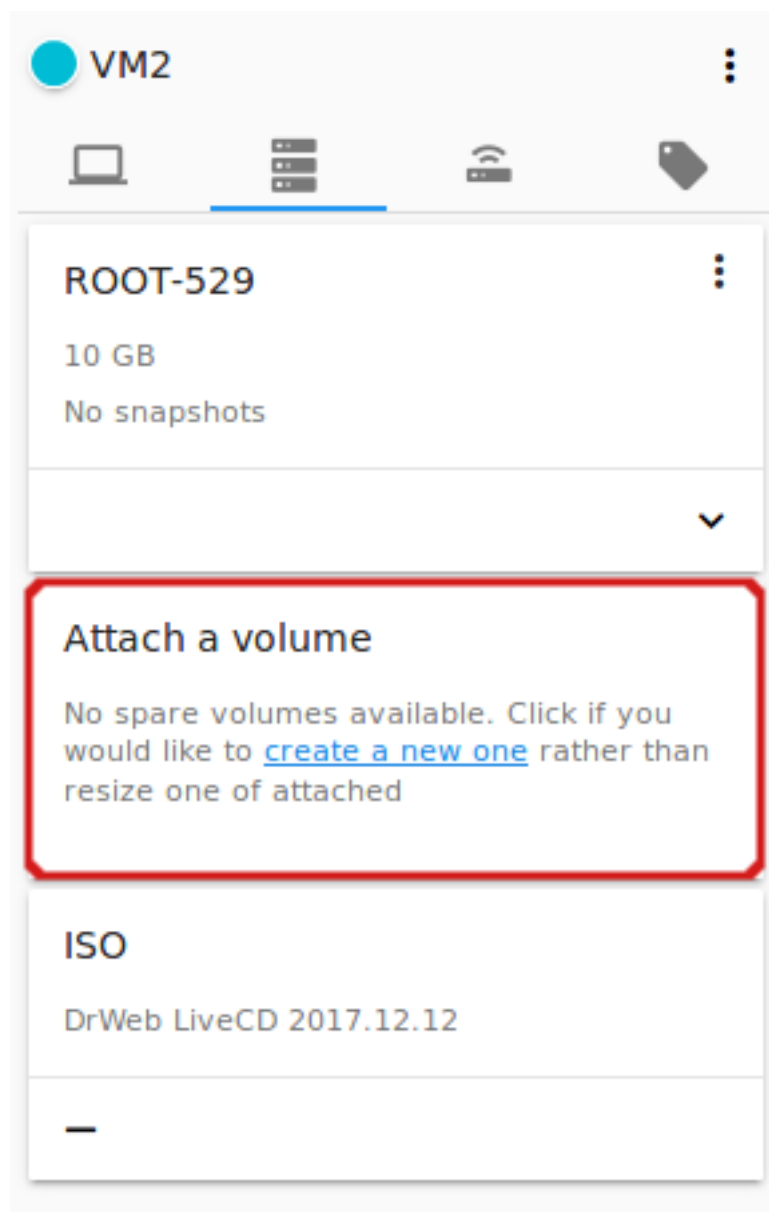 VM2
ROOT-529
10 GB
No snapshots
Attach a volume
No spare volumes available. Click if you
would like to create a new one rather than
resize one of attached
ISO
DrWeb LiveCD 2017.12.12